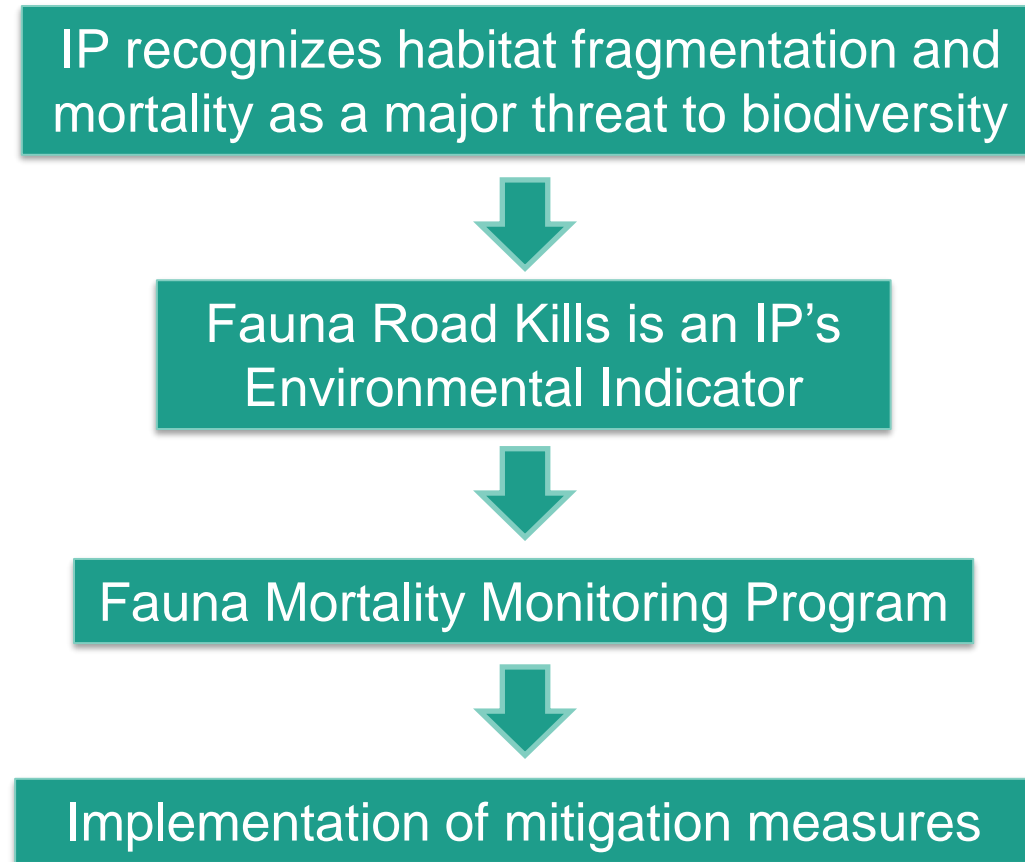 IP recognizes habitat fragmentation and
mortality as a major threat to biodiversity
Fauna Road Kills is an IP’s
Environmental Indicator
Fauna Mortality Monitoring Program
Implementation of mitigation measures